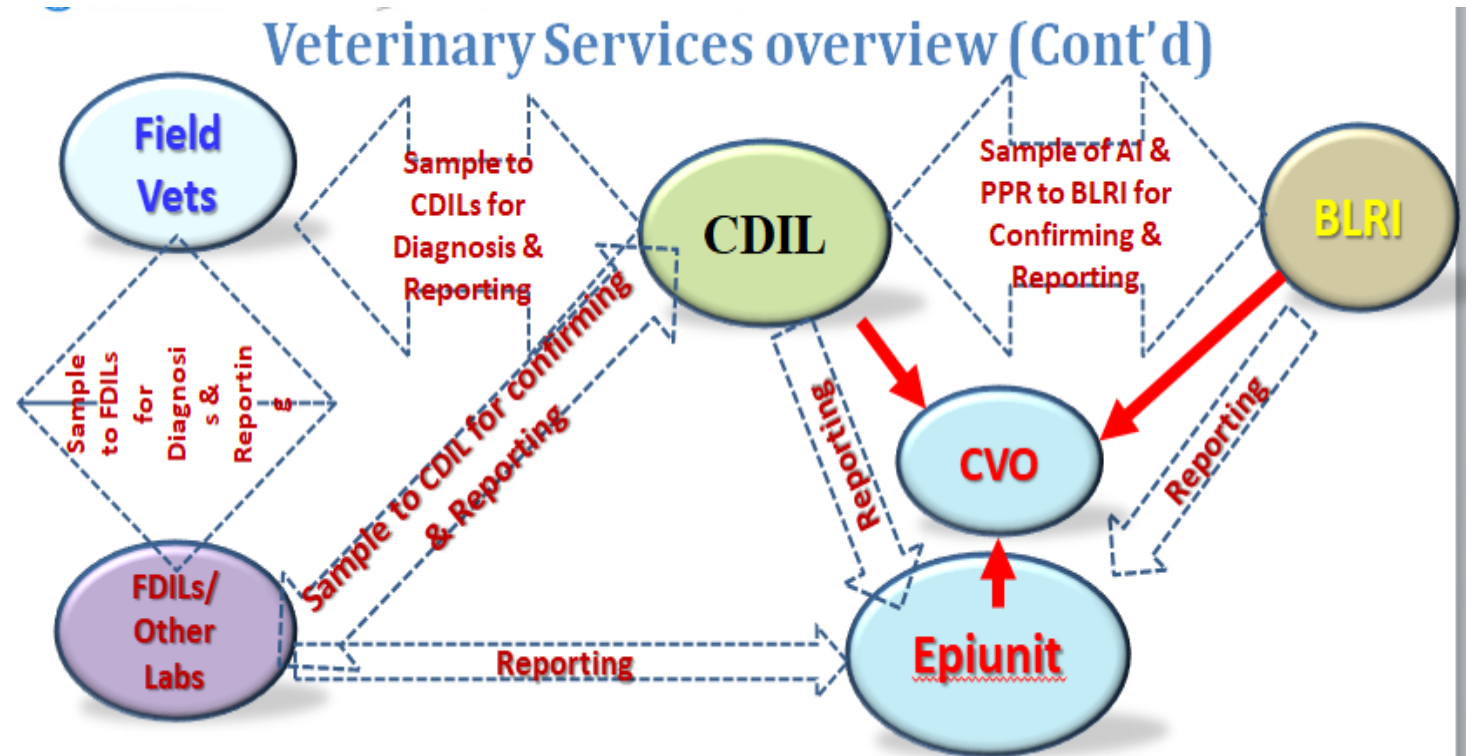 Veterinary Services overview (Cont'd)
Field
Vets
Sample to
CDILs for
Diagnosis &
Reporting
CDIL
Sample of AI &
PPR to BLRI for
Confirming &
Reporting
BLRI
Sample
to FDILs
for
Diagnosi
s &
Reportin
g
Sample to CDIL for confirming
& Reporting
Reporting
CVO
Reporting
FDILs/
Other
Labs
Reporting
Epiunit